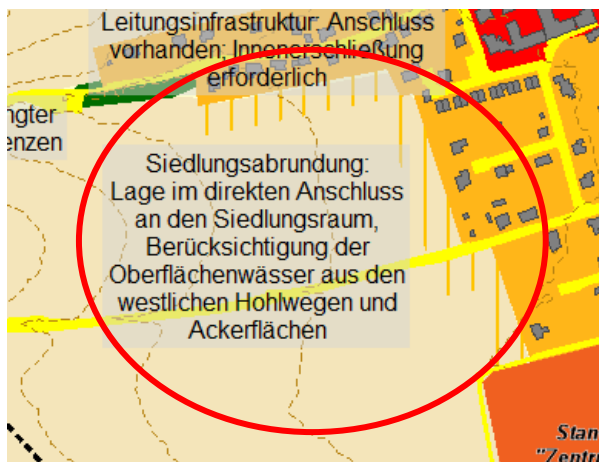 Leitungsinfrastruktur: Anschluss
vorhanden; Innenerschließung
erforderlich
ngter
enzen
Siedlungsabrundung:
Lage im direkten Anschluss
an den Siedlungsraum,
Berücksichtigung der
Oberflächenwässer aus den
westlichen Hohlwegen und
Ackerflächen
Stan
"Zentri